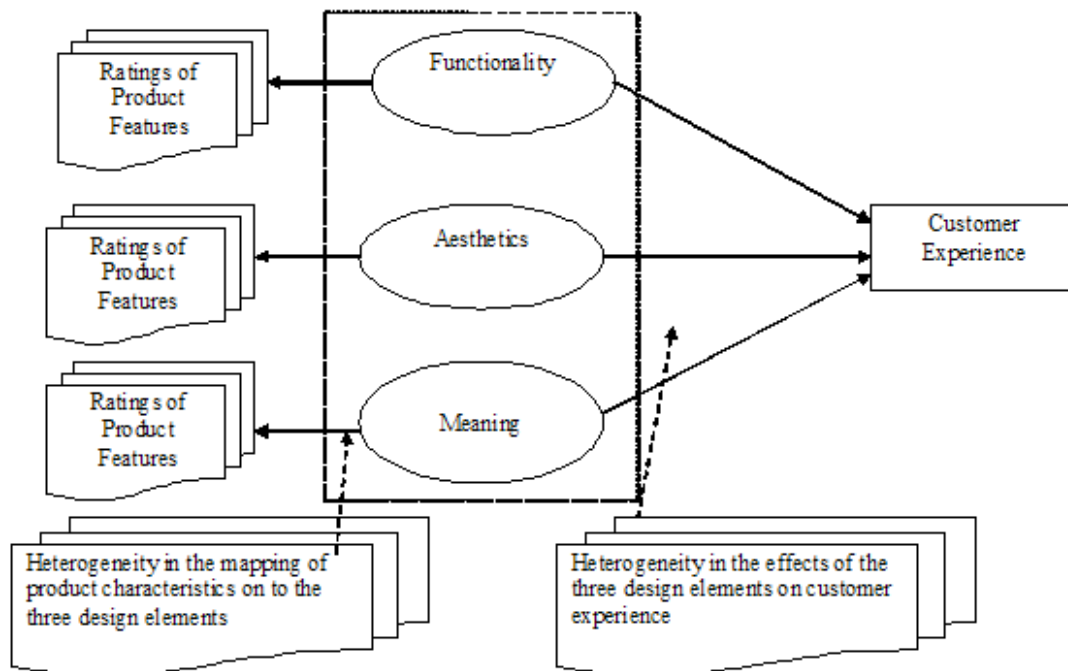 Ratings of
Product
Features
Functionality
Ratings of
Product
Features
Aesthetics
Customer
Experience
Ratings of
Product
Features
Meaning
Heterogeneity in the mapping of
product characteristics on to the
three design elements
Heterogeneity in the effects of the
three design elements on customer
experience